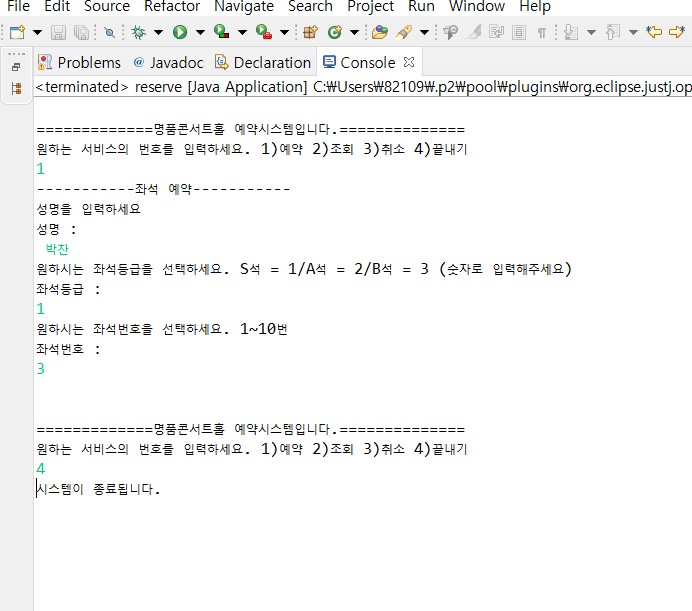 File Edit Source Refactor Navigate Search Project Run Window Help
Problems @ Javadoc Declaration Console
<terminated> reserve [Java Application] C:₩Users₩82109₩.p2₩pool₩plugins₩org.eclipse.justj.op
=============명품콘서트홀 예약시스템입니다.==============
원하는 서비스의 번호를 입력하세요. 1)예약 2)조회 3)취소 4)끝내기
1
-----------좌석 예약-----------
성명을 입력하세요
성명 :
박찬
원하시는 좌석등급을 선택하세요. S석 = 1/A석 = 2/B석 = 3 (숫자로 입력해주세요)
좌석등급 :
1
원하시는 좌석번호을 선택하세요. 1~10번
좌석번호 :
3
=============명품콘서트홀 예약시스템입니다.==============
원하는 서비스의 번호를 입력하세요. 1)예약 2)조회 3)취소 4)끝내기
4
시스템이 종료됩니다.